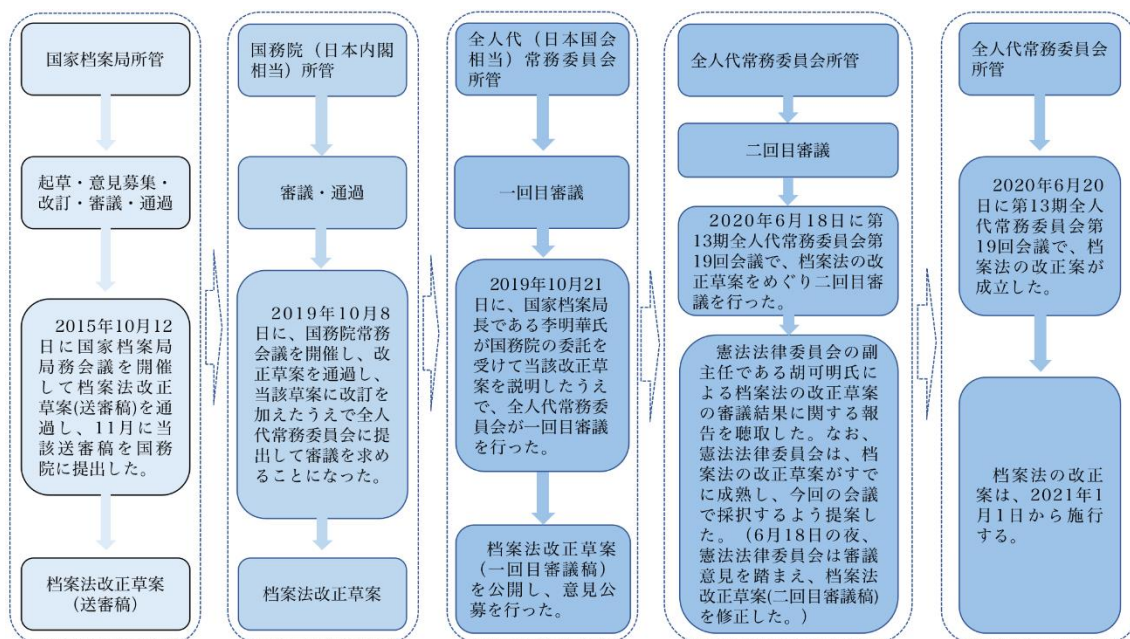 国家档案局所管
起草・意見募集・
改訂・審議・通過
2015年10月12
日に国家档案局
局務会議を開催
して档案法改正
草案(送審稿)を通
過し、11月に当
該送審稿を国務
院に提出した。
档案法改正草案
(送審稿)
国務院（日本内閣
相当）所管
審議・通過
2019年10月8
日に、国務院常務
会議を開催し、改
正草案を通過し、
当該草案に改訂を
加えたうえで全人
代常務委員会に提
出して審議を求め
ることになった。
档案法改正草案
全人代（日本国会
相当）常務委員会
所管
一回目審議
2019年10月21
日に、国家档案局
長である李明華氏
が国務院の委託を
受けて当該改正草
案を説明したうえ
で、全人代常務委
員会が一回目審議
を行った。
档案法改正草案
（一回目審議稿）
を公開し、意見公
募を行った。
全人代常務委員会所管
二回目審議
2020年6月18日に第
13期全人代常務委員会第
19回会議で、档案法の改
正草案をめぐり二回目審
議を行った。
憲法法律委員会の副
主任である胡可明氏に
よる档案法の改正草案
の審議結果に関する報
告を聴取した。なお、
憲法法律委員会は、档
案法の改正草案がすで
に成熟し、今回の会議
で採択するよう提案し
た。（6月18日の夜、
憲法法律委員会は審議
意見を踏まえ、档案法
改正草案(二回目審議稿)
を修正した。）
全人代常務委員会
所管
2020年6月20
日に第13期全人
代常務委員会第
19回会議で、档
案法の改正案が
成立した。
档案法の改正
案は、2021年1
月1日から施行
する。